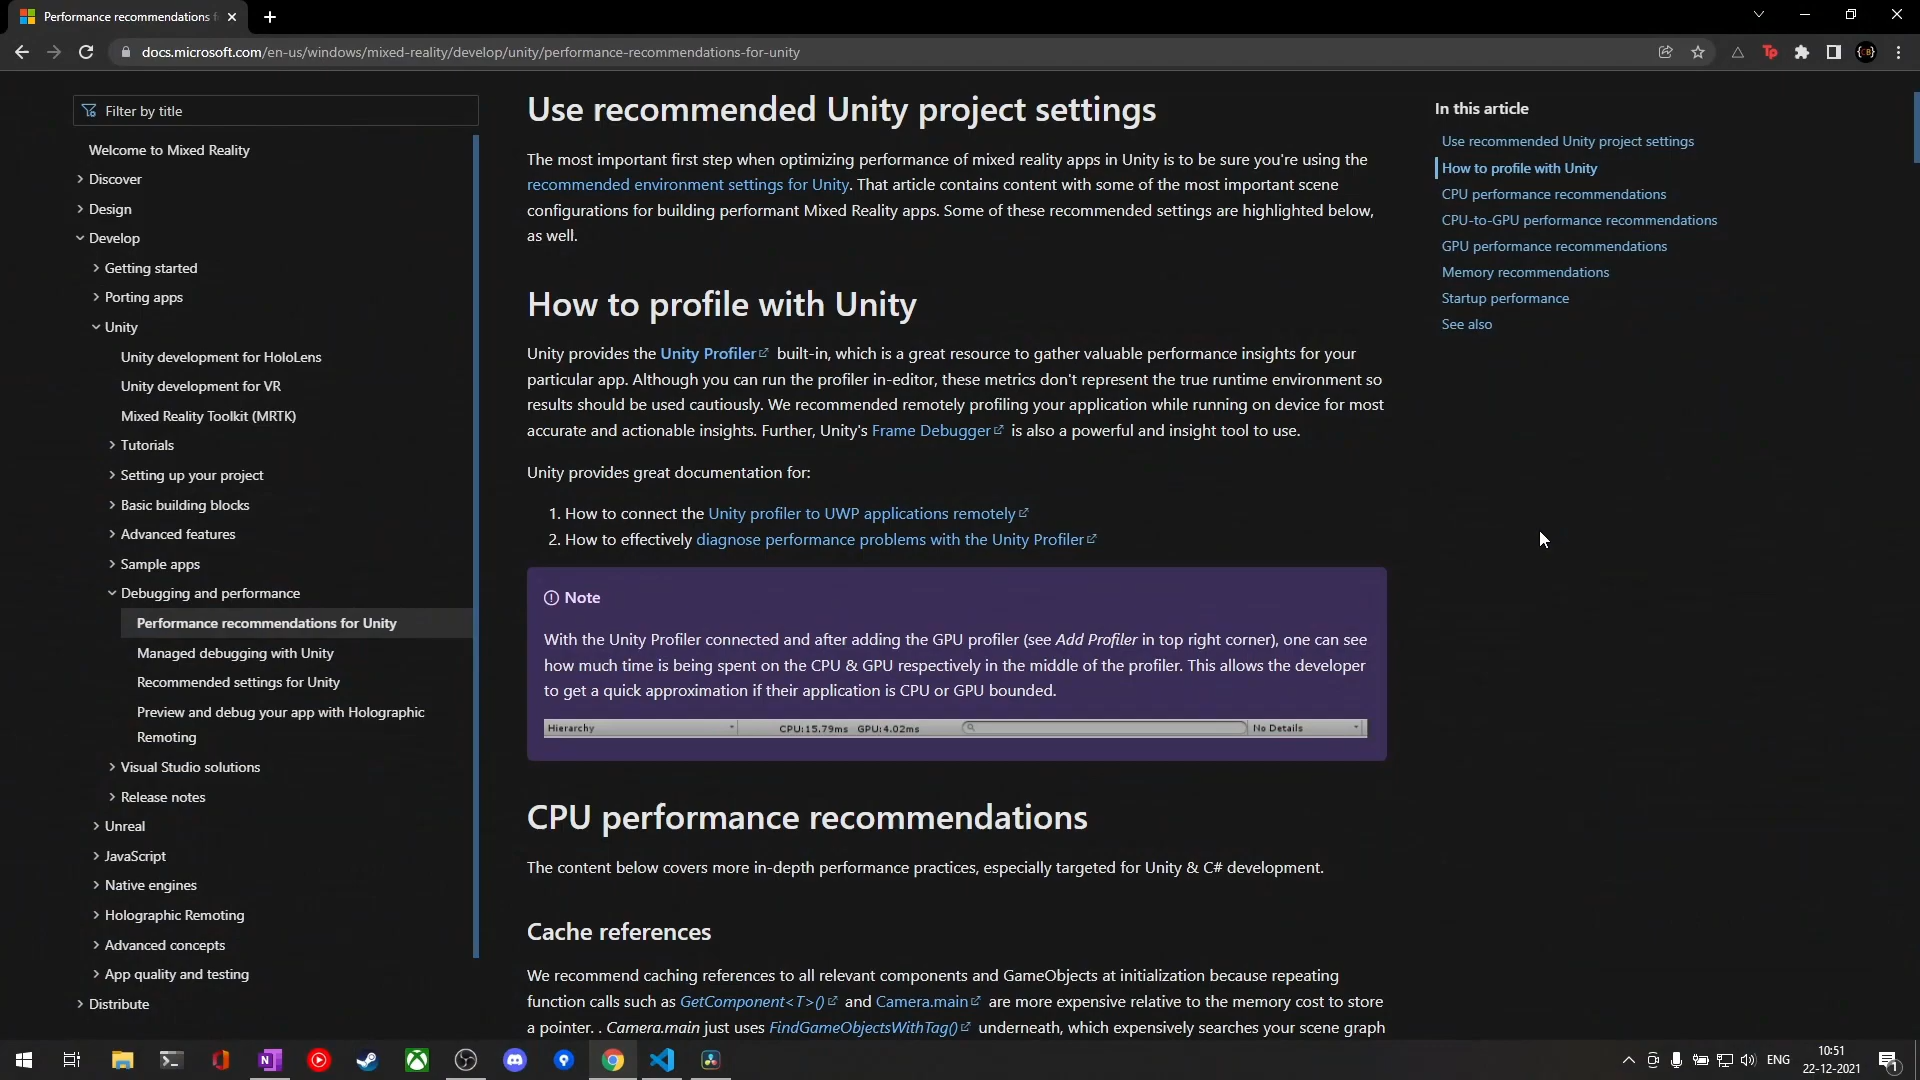 Performance recommendations f
docs.microsoft.com/en-us/windows/mixed-reality/develop/unity/performance-recommendations-for-unity
Filter by title
Welcome to Mixed Reality
Discover
Design
Develop
Getting started
Porting apps
Unity
Unity development for HoloLens
Unity development for VR
Mixed Reality Toolkit (MRTK)
Tutorials
Setting up your project
Basic building blocks
Advanced features
Sample apps
Debugging and performance
Performance recommendations for Unity
Managed debugging with Unity
Recommended settings for Unity
Preview and debug your app with Holographic
Remoting
Visual Studio solutions
Release notes
Unreal
JavaScript
Native engines
Holographic Remoting
Advanced concepts
App quality and testing
Distribute
Use recommended Unity project settings
The most important first step when optimizing performance of mixed reality apps in Unity is to be sure you're using the
recommended environment settings for Unity. That article contains content with some of the most important scene
configurations for building performant Mixed Reality apps. Some of these recommended settings are highlighted below,
as well.
How to profile with Unity
Unity provides the Unity Profiler built-in, which is a great resource to gather valuable performance insights for your
particular app. Although you can run the profiler in-editor, these metrics don't represent the true runtime environment so
results should be used cautiously. We recommended remotely profiling your application while running on device for most
accurate and actionable insights. Further, Unity's Frame Debugger is also a powerful and insight tool to use.
Unity provides great documentation for:
1. How to connect the Unity profiler to UWP applications remotely
2. How to effectively diagnose performance problems with the Unity Profiler
Note
With the Unity Profiler connected and after adding the GPU profiler (see Add Profiler in top right corner), one can see
how much time is being spent on the CPU & GPU respectively in the middle of the profiler. This allows the developer
to get a quick approximation if their application is CPU or GPU bounded.
Hierarchy CPU:15.79ms GPU:4.02ms No Details
CPU performance recommendations
The content below covers more in-depth performance practices, especially targeted for Unity & C# development.
Cache references
We recommend caching references to all relevant components and GameObjects at initialization because repeating
function calls such as GetComponent<T>() and Camera.main are more expensive relative to the memory cost to store
a pointer. . Camera.main just uses FindGameObjectsWithTag() underneath, which expensively searches your scene graph
In this article
Use recommended Unity project settings
How to profile with Unity
CPU performance recommendations
CPU-to-GPU performance recommendations
GPU performance recommendations
Memory recommendations
Startup performance
See also
Tp
{CB}
N
ENG
10:51
22-12-2021
1